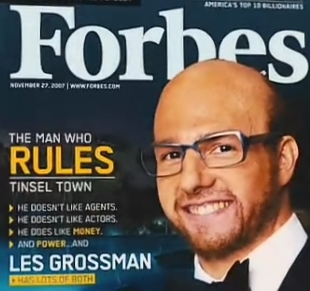 AMERICA'S TOP 10 BILLIONAIRES
Forbes
NOVEMBER 27, 2007 | WWW.FORBES.COM
THE MAN WHO
RULES
TINSEL TOWN
HE DOESN'T LIKE AGENTS.
HE DOESN'T LIKE ACTORS.
HE DOES LIKE MONEY.
AND POWER...AND
LES GROSSMAN
HAS LOTS OF BOTH